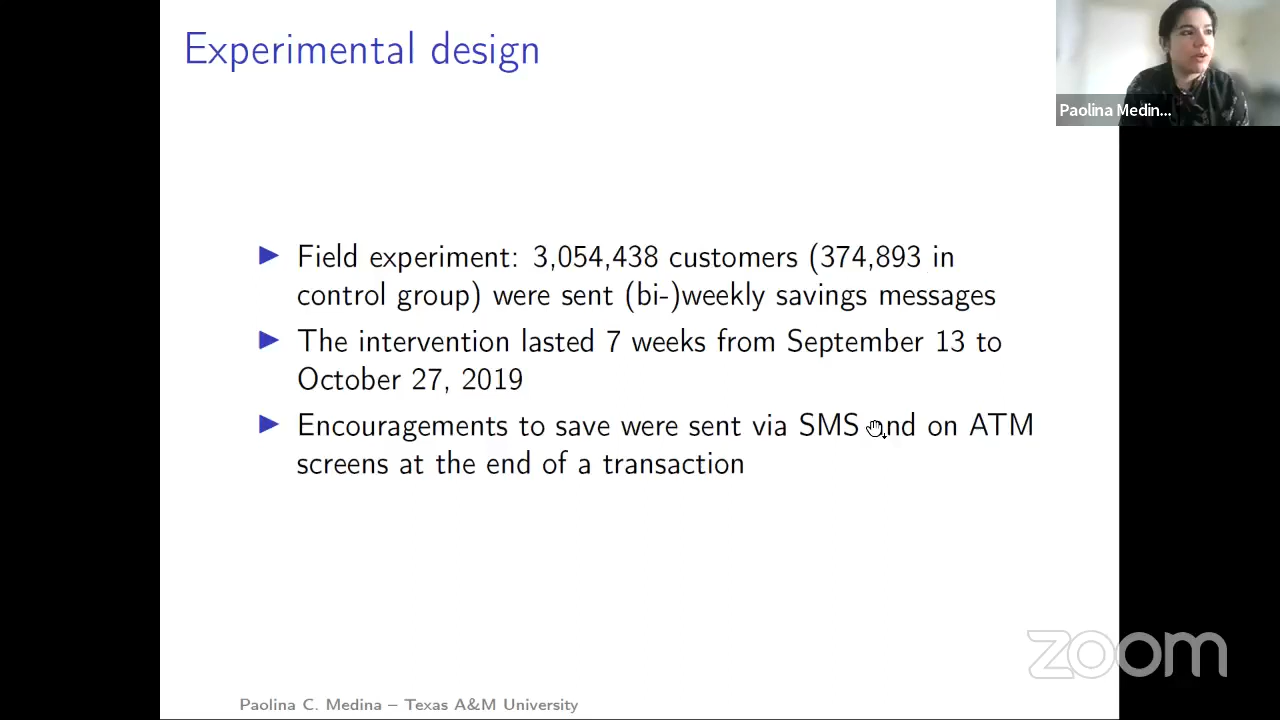 Experimental design
Paolina Medin...
▶ Field experiment: 3,054,438 customers (374,893 in
control group) were sent (bi-)weekly savings messages
▶ The intervention lasted 7 weeks from September 13 to
October 27, 2019
▶ Encouragements to save were sent via SMS and on ATM
screens at the end of a transaction
zoom
Paolina C. Medina – Texas A&M University